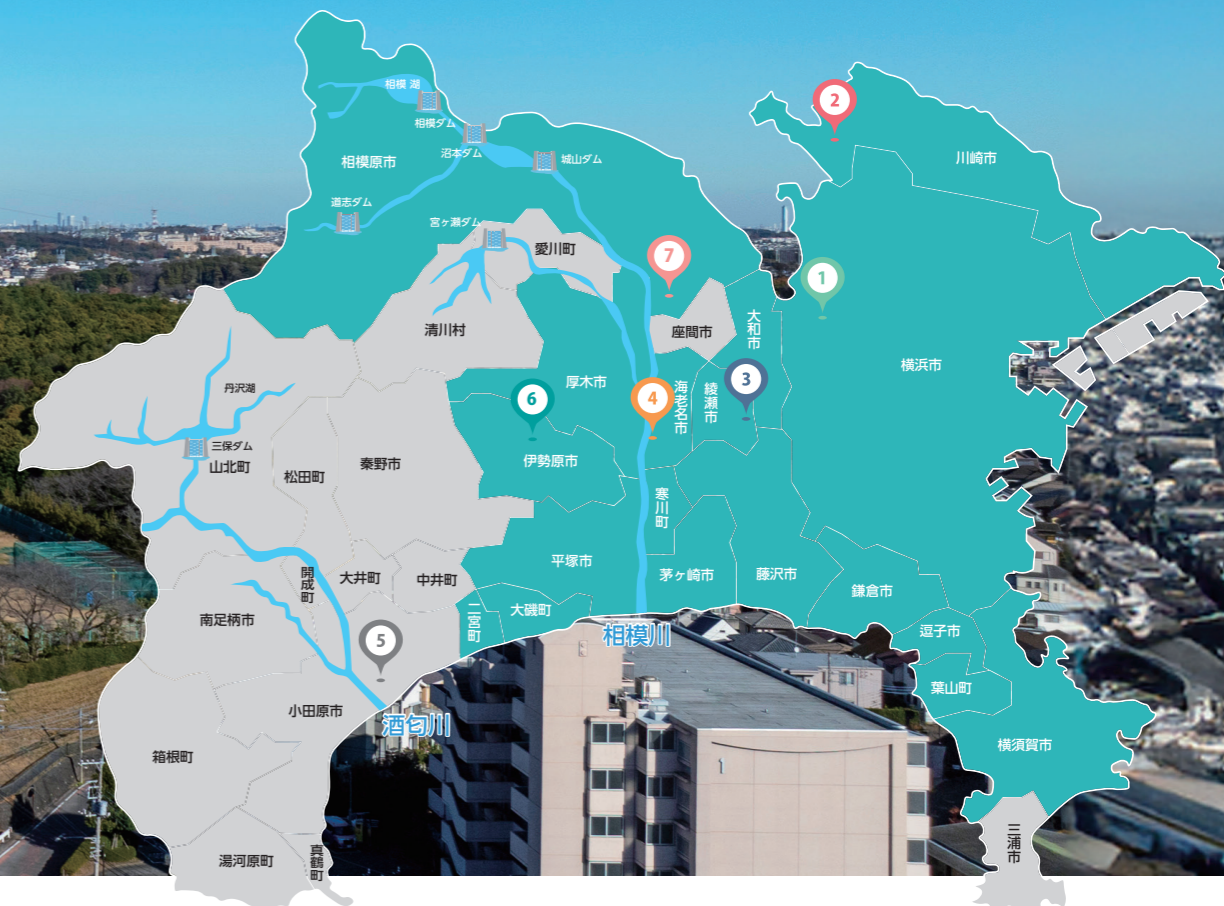 相模湖
相模ダム
沼本ダム
城山ダム
相模原市
道志ダム
宮ヶ瀬ダム
愛川町
清川村
2
川崎市
7
1
座間市
大和市
横浜市
丹沢湖
三保ダム
山北町
松田町
秦野市
厚木市
6
4
海老名市
綾瀬市
3
伊勢原市
寒川町
平塚市
茅ヶ崎市
藤沢市
鎌倉市
開成町
大井町
中井町
二宮町
大磯町
相模川
逗子市
葉山町
横須賀市
三浦市
南足柄市
5
小田原市
酒匂川
箱根町
湯河原町
真鶴町
1